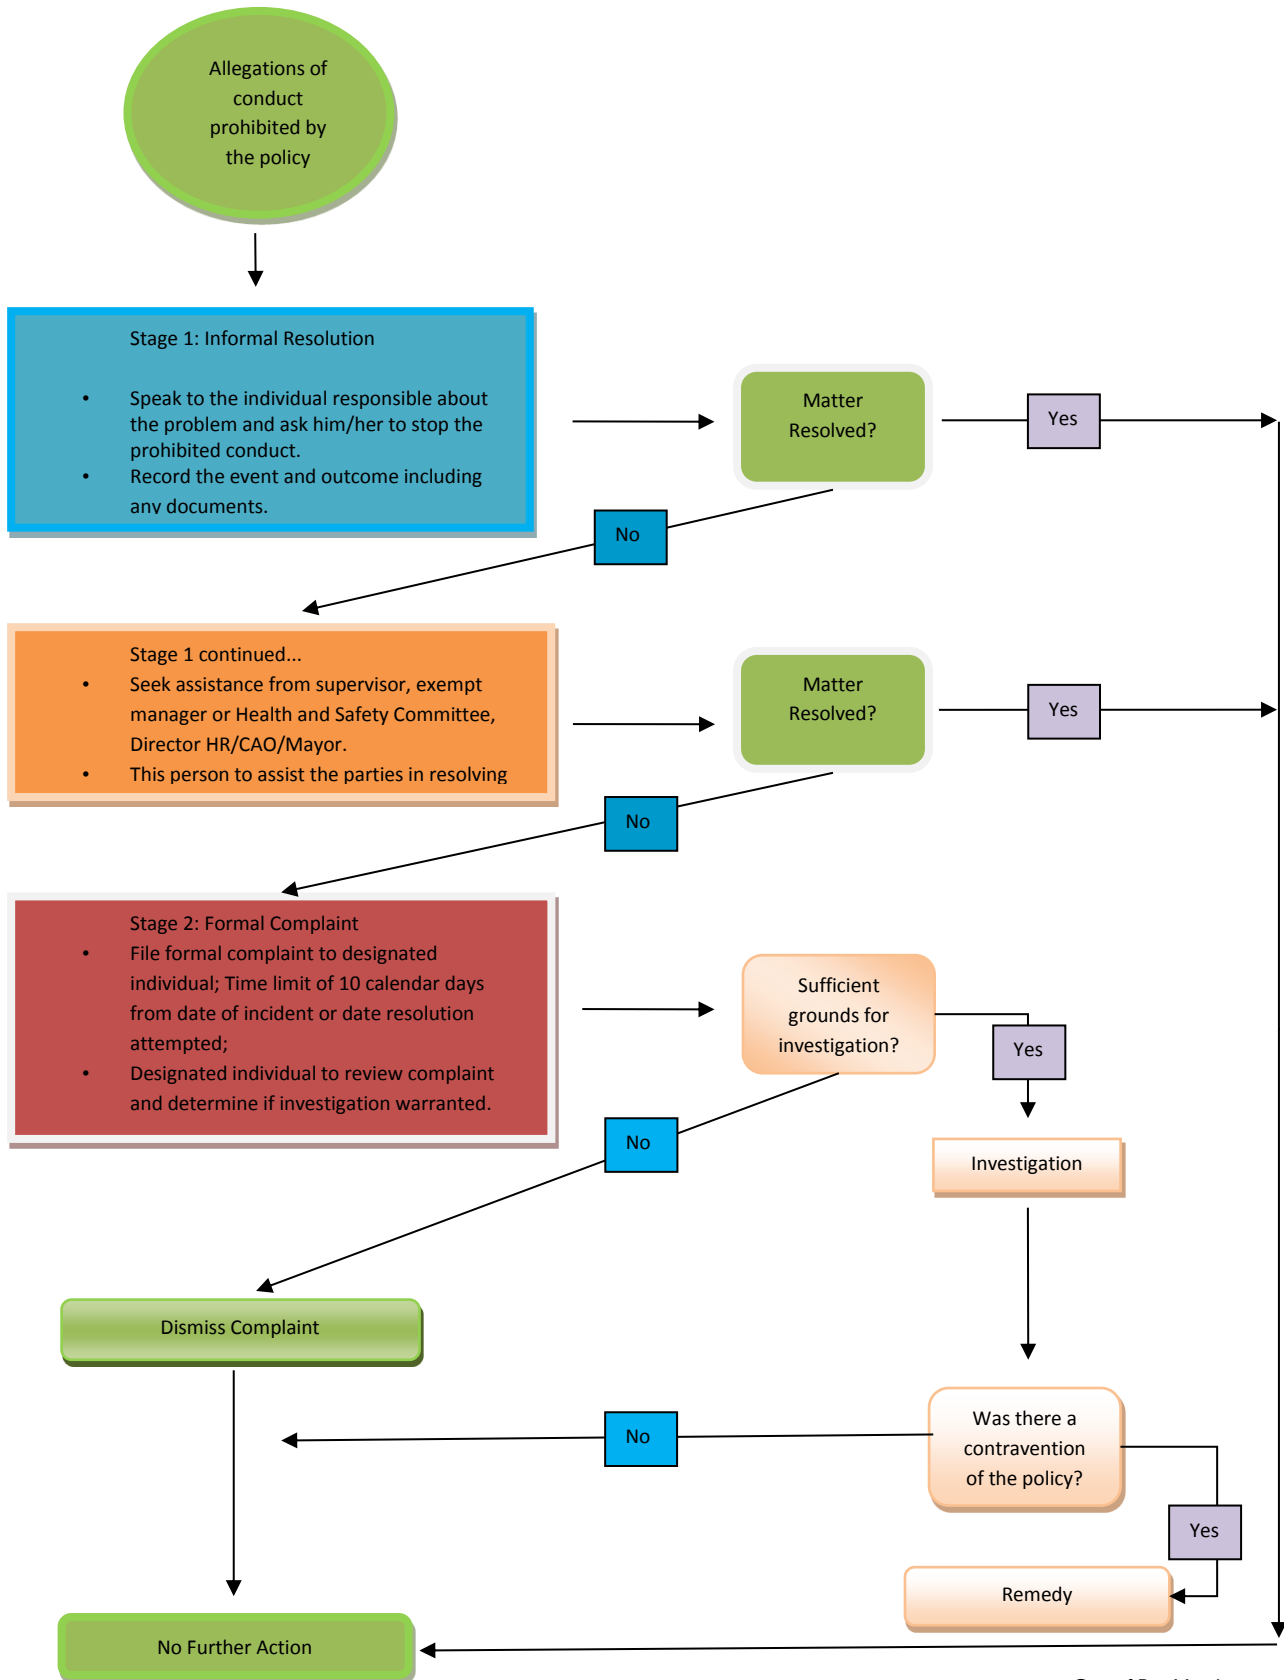 Allegations of
conduct
prohibited by
the policy
Stage 1: Informal Resolution
• Speak to the individual responsible about
the problem and ask him/her to stop the
prohibited conduct.
• Record the event and outcome including
any documents.
Matter
Resolved?
Yes
No
Stage 1 continued...
• Seek assistance from supervisor, exempt
manager or Health and Safety Committee,
Director HR/CAO/Mayor.
• This person to assist the parties in resolving
Matter
Resolved?
Yes
No
Stage 2: Formal Complaint
• File formal complaint to designated
individual; Time limit of 10 calendar days
from date of incident or date resolution
attempted;
• Designated individual to review complaint
and determine if investigation warranted.
Sufficient
grounds for
investigation?
Yes
No
Investigation
Dismiss Complaint
Was there a
contravention
of the policy?
No
Yes
Remedy
No Further Action